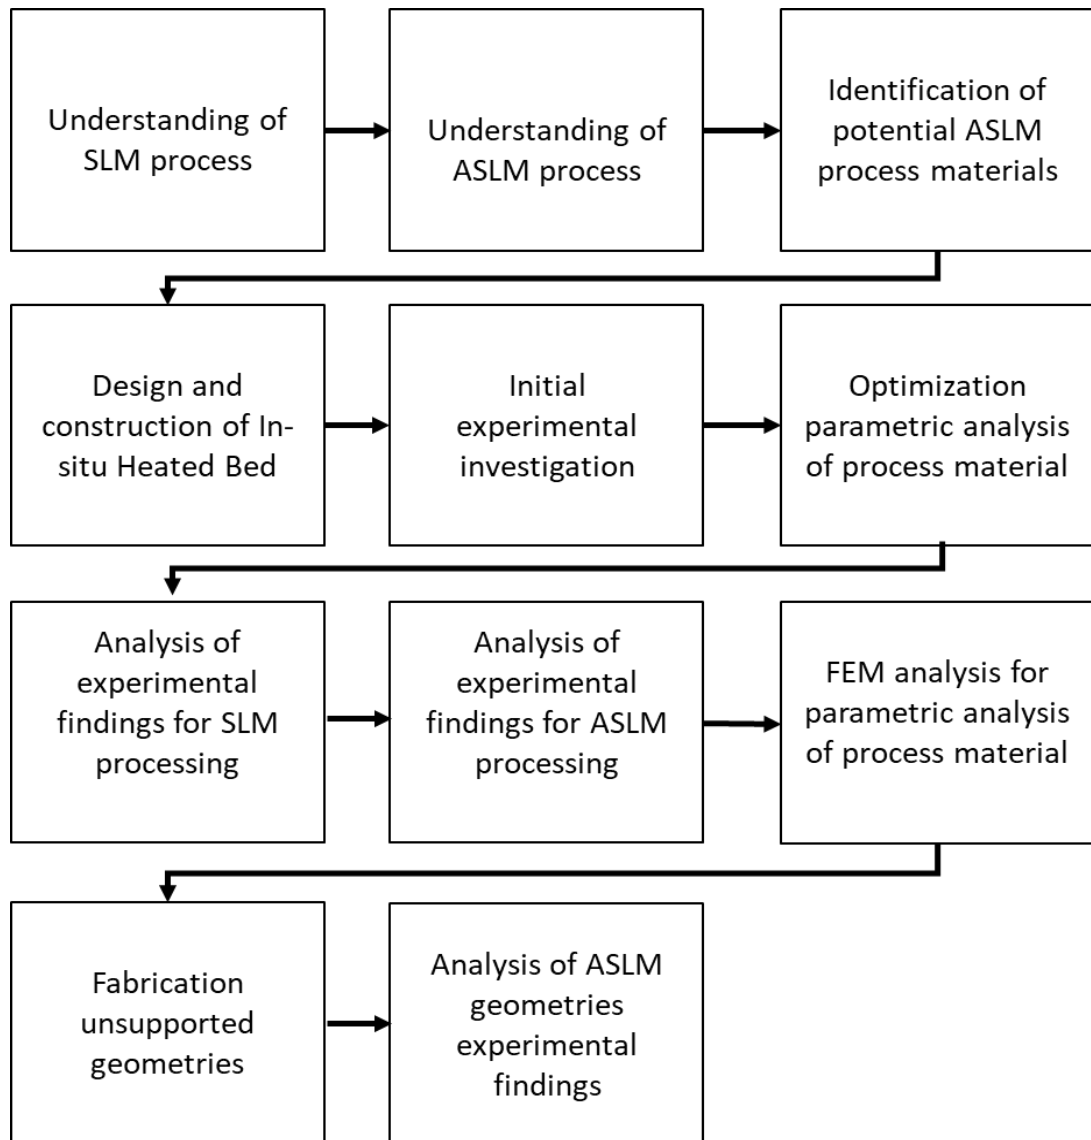 Understanding of
SLM process
Understanding of
ASLM process
Identification of
potential ASLM
process materials
Design and
construction of In-
situ Heated Bed
Initial
experimental
investigation
Optimization
parametric analysis
of process material
Analysis of
experimental
findings for SLM
processing
Analysis of
experimental
findings for ASLM
processing
FEM analysis for
parametric analysis
of process material
Fabrication
unsupported
geometries
Analysis of ASLM
geometries
experimental
findings